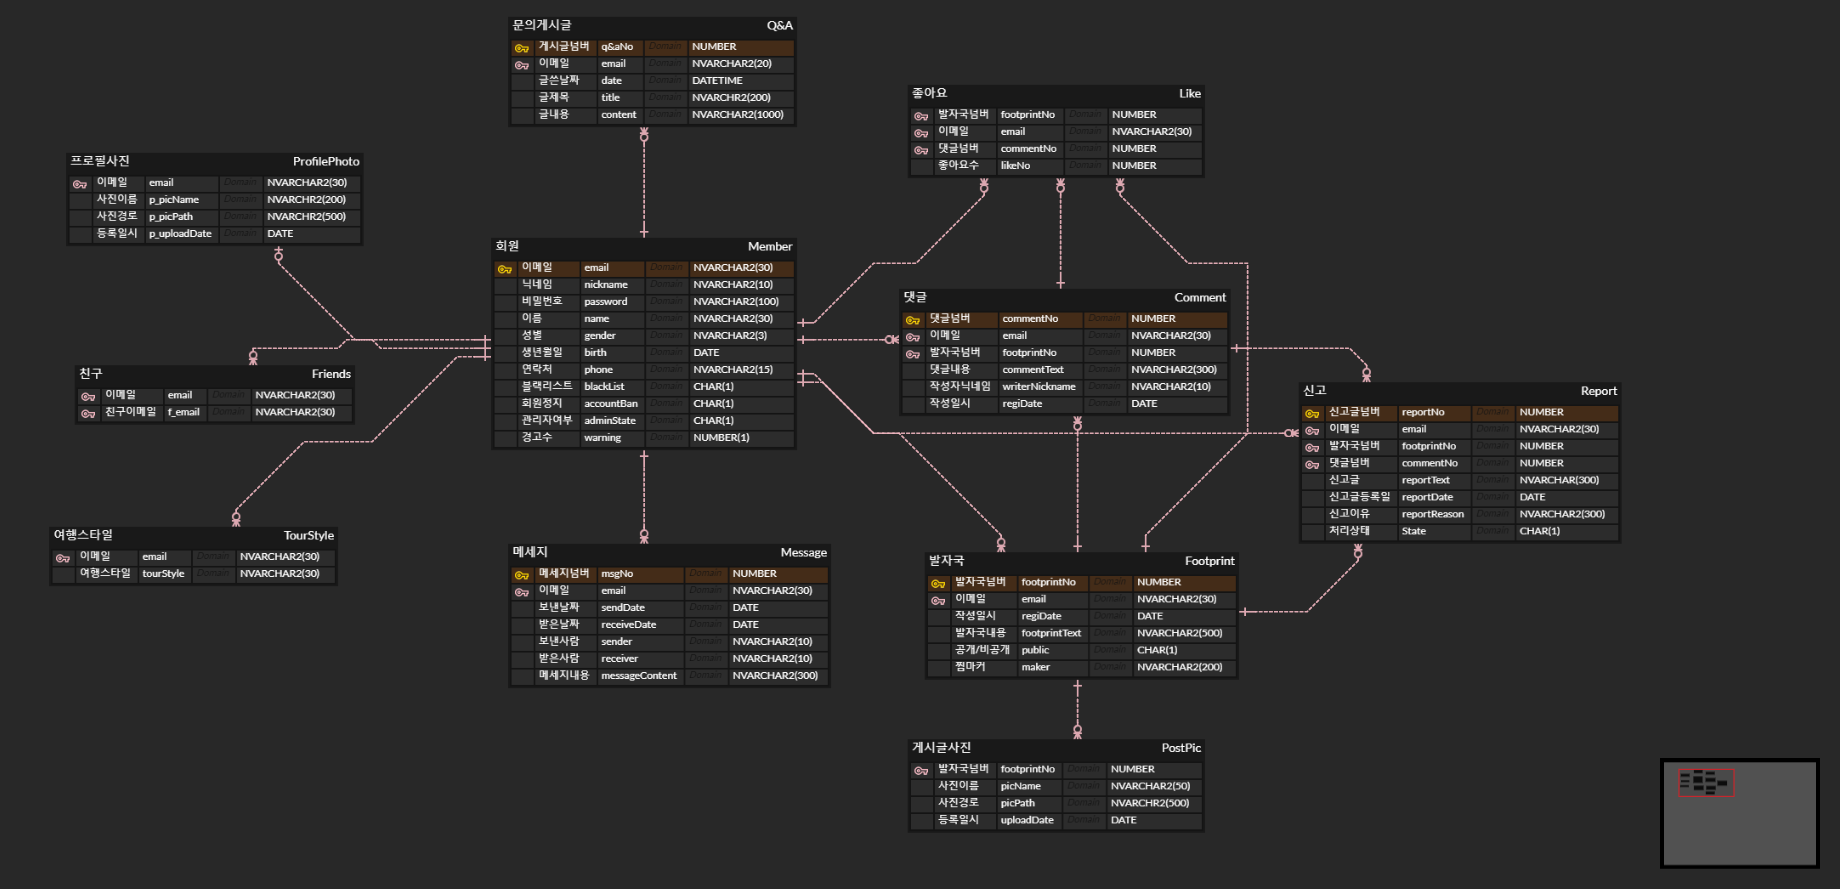 문의게시글 Q&A
게시글넘버 q&aNo Domain NUMBER
이메일 email Domain NVARCHAR2(20)
글쓴날짜 date Domain DATETIME
글제목 title Domain NVARCHR2(200)
글내용 content Domain NVARCHAR2(1000)
좋아요 Like
발자국넘버 footprintNo Domain NUMBER
이메일 email Domain NVARCHAR2(30)
댓글넘버 commentNo Domain NUMBER
좋아요수 likeNo Domain NUMBER
프로필사진 ProfilePhoto
이메일 email Domain NVARCHAR2(30)
사진이름 p_picName Domain NVARCHR2(200)
사진경로 p_picPath Domain NVARCHR2(500)
등록일시 p_uploadDate Domain DATE
회원 Member
이메일 email Domain NVARCHAR2(30)
닉네임 nickname Domain NVARCHAR2(10)
비밀번호 password Domain NVARCHAR2(100)
이름 name Domain NVARCHAR2(30)
성별 gender Domain NVARCHAR2(3)
생년월일 birth Domain DATE
연락처 phone Domain NVARCHAR2(15)
블랙리스트 blackList Domain CHAR(1)
회원정지 accountBan Domain CHAR(1)
관리자여부 adminState Domain CHAR(1)
경고수 warning Domain NUMBER(1)
댓글 Comment
댓글넘버 commentNo Domain NUMBER
이메일 email Domain NVARCHAR2(30)
발자국넘버 footprintNo Domain NUMBER
댓글내용 commentText Domain NVARCHAR2(300)
작성자닉네임 writerNickname Domain NVARCHAR2(10)
작성일시 regiDate Domain DATE
친구 Friends
이메일 email Domain NVARCHAR2(30)
친구이메일 f_email Domain NVARCHAR2(30)
신고 Report
신고글넘버 reportNo Domain NUMBER
이메일 email Domain NVARCHAR2(30)
발자국넘버 footprintNo Domain NUMBER
댓글넘버 commentNo Domain NUMBER
신고글 reportText Domain NVARCHAR(300)
신고글등록일 reportDate Domain DATE
신고이유 reportReason Domain NVARCHAR2(300)
처리상태 State Domain CHAR(1)
여행스타일 TourStyle
이메일 email Domain NVARCHAR2(30)
여행스타일 tourStyle Domain NVARCHAR2(30)
메세지 Message
메세지넘버 msgNo Domain NUMBER
이메일 email Domain NVARCHAR2(30)
보낸날짜 sendDate Domain DATE
받은날짜 receiveDate Domain DATE
보낸사람 sender Domain NVARCHAR2(10)
받은사람 receiver Domain NVARCHAR2(10)
메세지내용 messageContent Domain NVARCHAR2(300)
발자국 Footprint
발자국넘버 footprintNo Domain NUMBER
이메일 email Domain NVARCHAR2(30)
작성일시 regiDate Domain DATE
발자국내용 footprintText Domain NVARCHAR2(500)
공개/비공개 public Domain CHAR(1)
찜마커 maker Domain NVARCHAR2(200)
게시글사진 PostPic
발자국넘버 footprintNo Domain NUMBER
사진이름 picName Domain NVARCHAR2(50)
사진경로 picPath Domain NVARCHR2(500)
등록일시 uploadDate Domain DATE